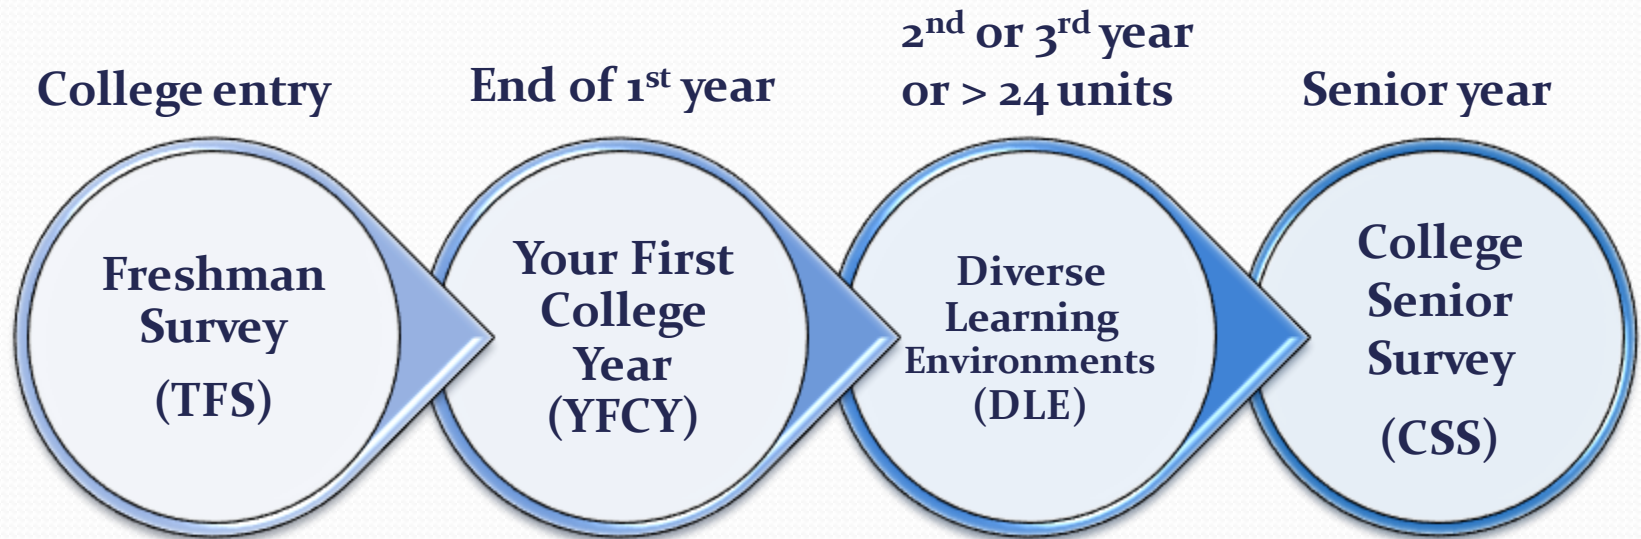 College entry
Freshman
Survey
(TFS)
End of 1st year
Your First
College
Year
(YFCY)
2nd or 3rd year
or > 24 units
Diverse
Learning
Environments
(DLE)
Senior year
College
Senior
Survey
(CSS)